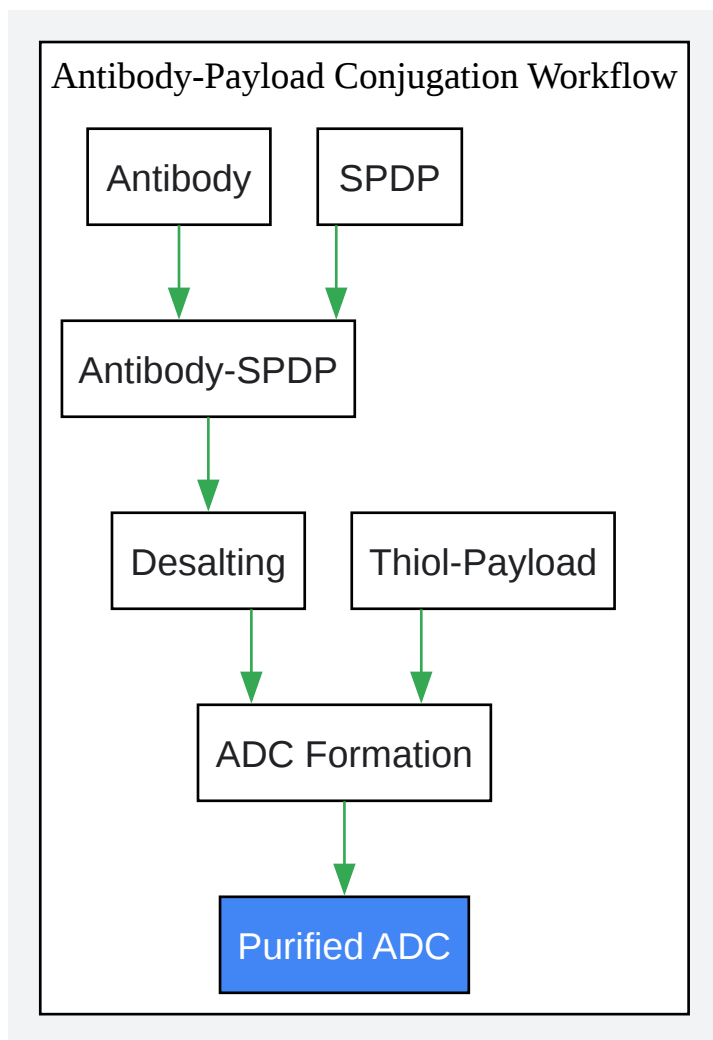 Antibody-Payload Conjugation Workflow
Antibody
SPDP
Antibody-SPDP
Desalting
Thiol-Payload
ADC Formation
Purified ADC